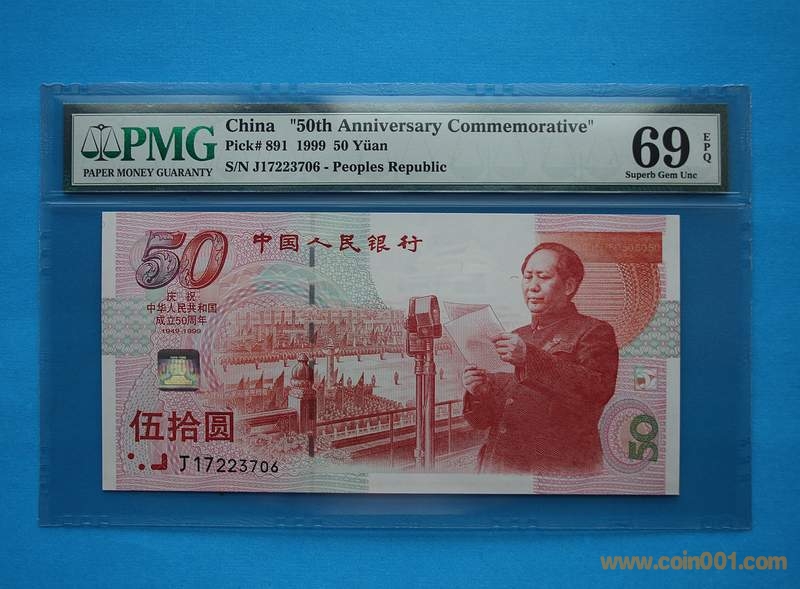 PMG
PAPER MONEY GUARANTY
China "50th Anniversary Commemorative"
Pick# 891 1999 50 Yüan
S/N J17223706 - Peoples Republic
69
EPQ
Superb Gem Unc
50
中国人民银行
庆祝
中华人民共和国
成立50周年
1949-1999
伍拾圆
J17223706
50
www.coin001.com